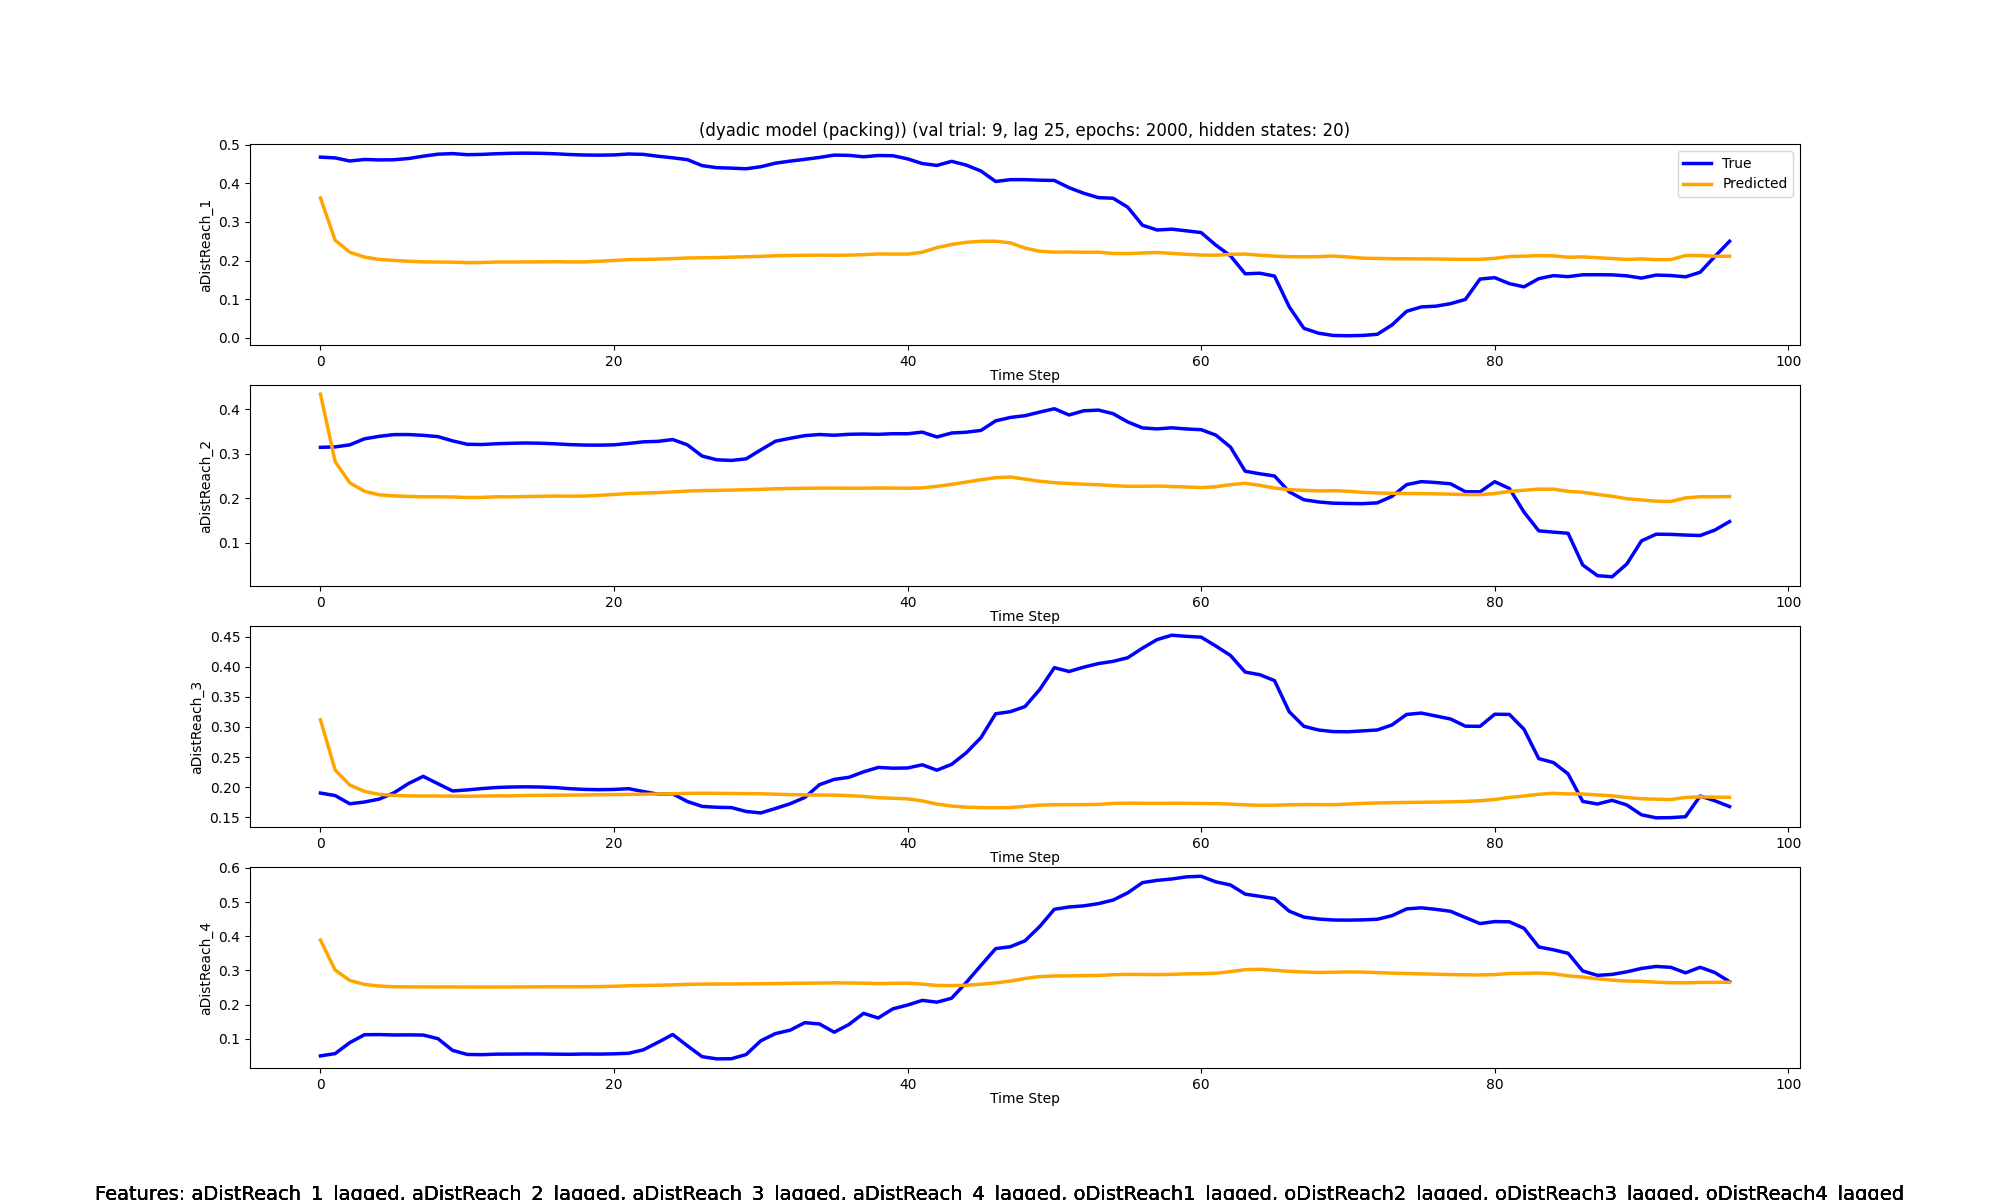 (dyadic model (packing)) (val trial: 9, lag 25, epochs: 2000, hidden states: 20)
True
Predicted
aDistReach_1
0.5
0.4
0.3
0.2
0.1
0.0
0 20 40 60 80 100
Time Step
aDistReach_2
0.4
0.3
0.2
0.1
0 20 40 60 80 100
Time Step
aDistReach_3
0.45
0.40
0.35
0.30
0.25
0.20
0.15
0 20 40 60 80 100
Time Step
aDistReach_4
0.6
0.5
0.4
0.3
0.2
0.1
0 20 40 60 80 100
Time Step
Features: aDistReach_1_lagged, aDistReach_2_lagged, aDistReach_3_lagged, aDistReach_4_lagged, oDistReach1_lagged, oDistReach2_lagged, oDistReach3_lagged, oDistReach4_lagged